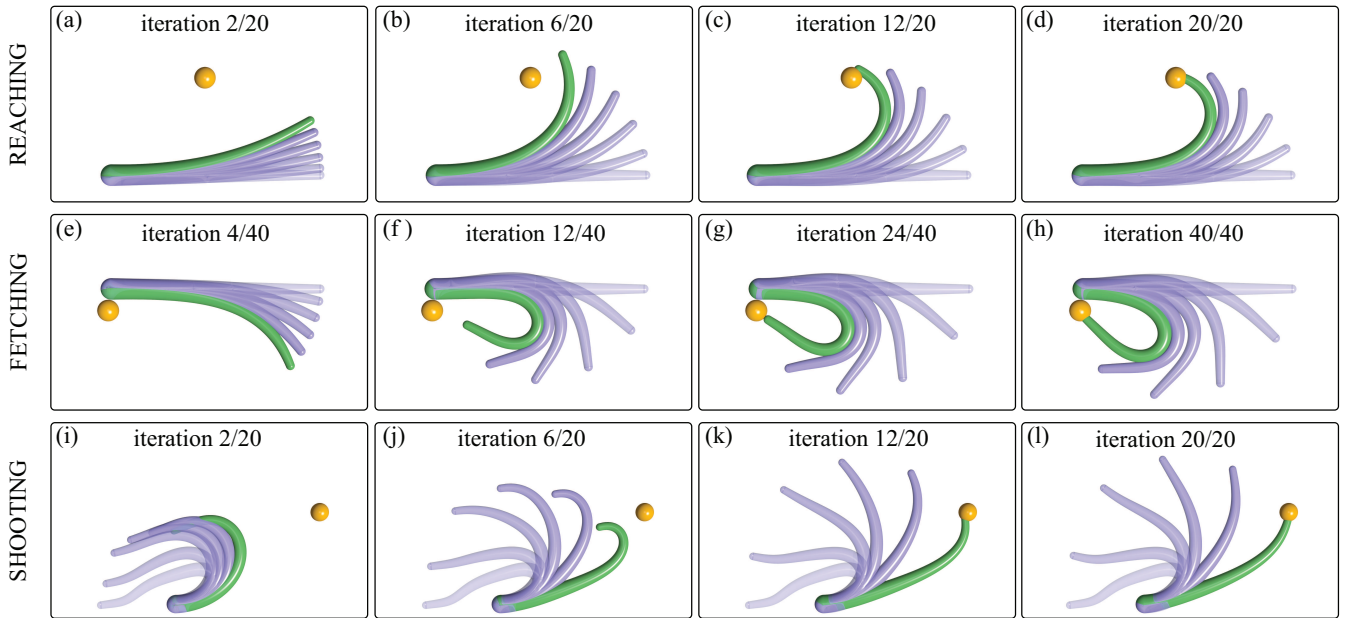 REACHING
(a) iteration 2/20
(b) iteration 6/20
(c) iteration 12/20
(d) iteration 20/20
FETCHING
(e) iteration 4/40
(f) iteration 12/40
(g) iteration 24/40
(h) iteration 40/40
SHOOTING
(i) iteration 2/20
(j) iteration 6/20
(k) iteration 12/20
(l) iteration 20/20